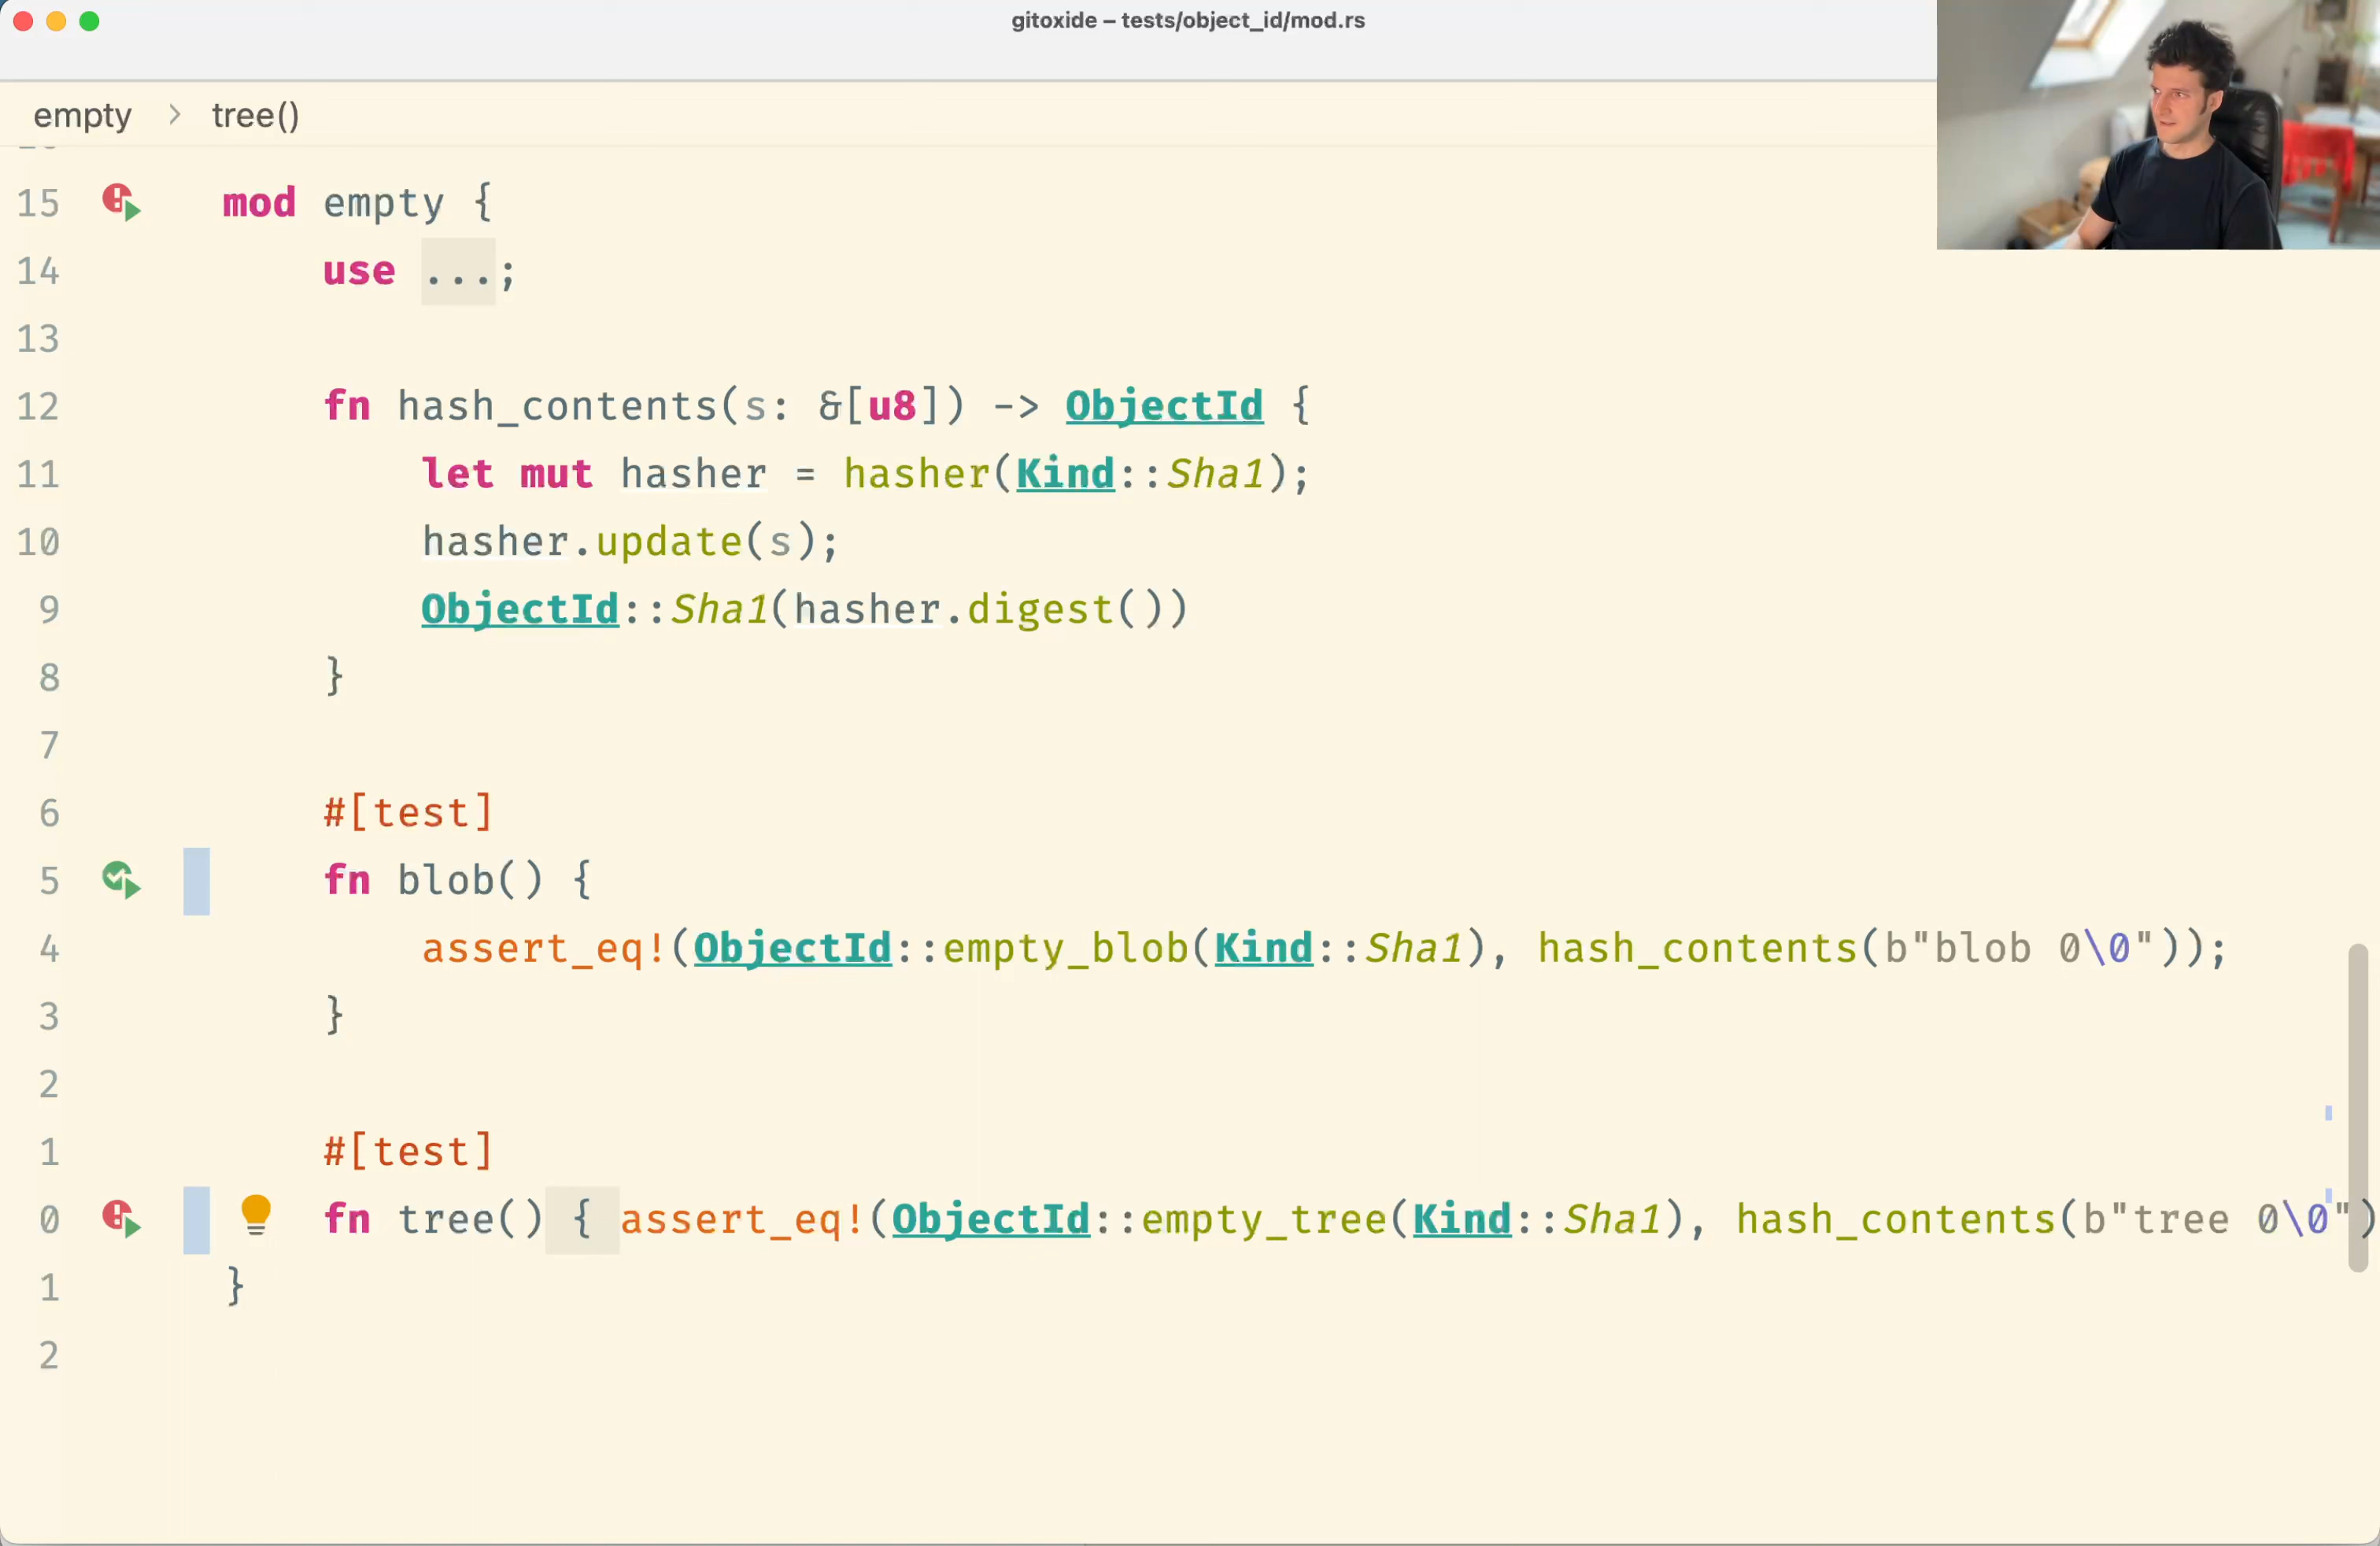 gitoxide – tests/object_id/mod.rs
empty > tree()
15 mod empty {
14 use ...;
13
12 fn hash_contents(s: &[u8]) -> ObjectId {
11 let mut hasher = hasher(Kind::Sha1);
10 hasher.update(s);
9 ObjectId::Sha1(hasher.digest())
8 }
7
6 #[test]
5 fn blob() {
4 assert_eq!(ObjectId::empty_blob(Kind::Sha1), hash_contents(b"blob 0\0"));
3 }
2
1 #[test]
0 fn tree() { assert_eq!(ObjectId::empty_tree(Kind::Sha1), hash_contents(b"tree 0\0")
1 }
2